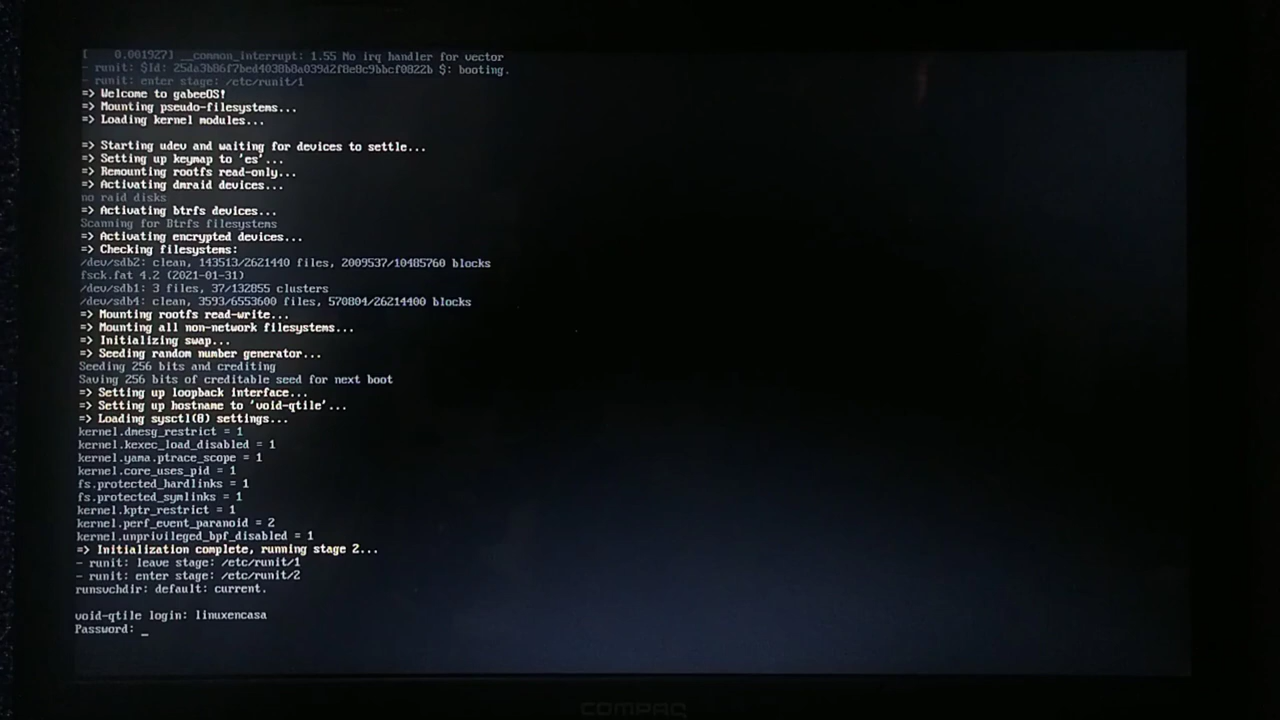 [    0.001927] __common_interrupt: 1.55 No irq handler for vector
- runit: $Id: 25da3b86f7bed4038b8a039d2f8e8c9bbcf0822b $: booting.
- runit: enter stage: /etc/runit/1
=> Welcome to gabeeOS!
=> Mounting pseudo-filesystems...
=> Loading kernel modules...
=> Starting udev and waiting for devices to settle...
=> Setting up keymap to 'es'...
=> Remounting rootfs read-only...
=> Activating dmraid devices...
no raid disks
=> Activating btrfs devices...
Scanning for Btrfs filesystems
=> Activating encrypted devices...
=> Checking filesystems:
/dev/sdb2: clean, 143513/2621440 files, 2009537/10485760 blocks
fsck.fat 4.2 (2021-01-31)
/dev/sdb1: 3 files, 37/132855 clusters
/dev/sdb4: clean, 3593/6553600 files, 570804/26214400 blocks
=> Mounting rootfs read-write...
=> Mounting all non-network filesystems...
=> Initializing swap...
=> Seeding random number generator...
Seeding 256 bits and crediting
Saving 256 bits of creditable seed for next boot
=> Setting up loopback interface...
=> Setting up hostname to 'void-qtile'...
=> Loading sysctl(8) settings...
kernel.dmesg_restrict = 1
kernel.kexec_load_disabled = 1
kernel.yama.ptrace_scope = 1
kernel.core_uses_pid = 1
fs.protected_hardlinks = 1
fs.protected_symlinks = 1
kernel.kptr_restrict = 1
kernel.perf_event_paranoid = 2
kernel.unprivileged_bpf_disabled = 1
=> Initialization complete, running stage 2...
- runit: leave stage: /etc/runit/1
- runit: enter stage: /etc/runit/2
runsvchdir: default: current.
void-qtile login: linuxencasa
Password: _
COMPAQ